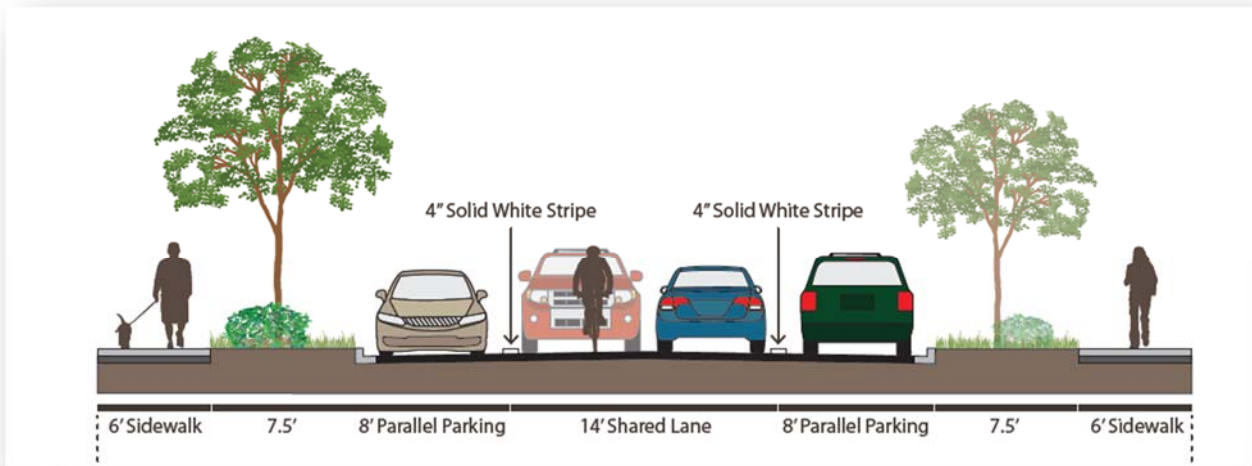 4” Solid White Stripe
4” Solid White Stripe
6’ Sidewalk
7.5’
8’ Parallel Parking
14’ Shared Lane
8’ Parallel Parking
7.5’
6’ Sidewalk